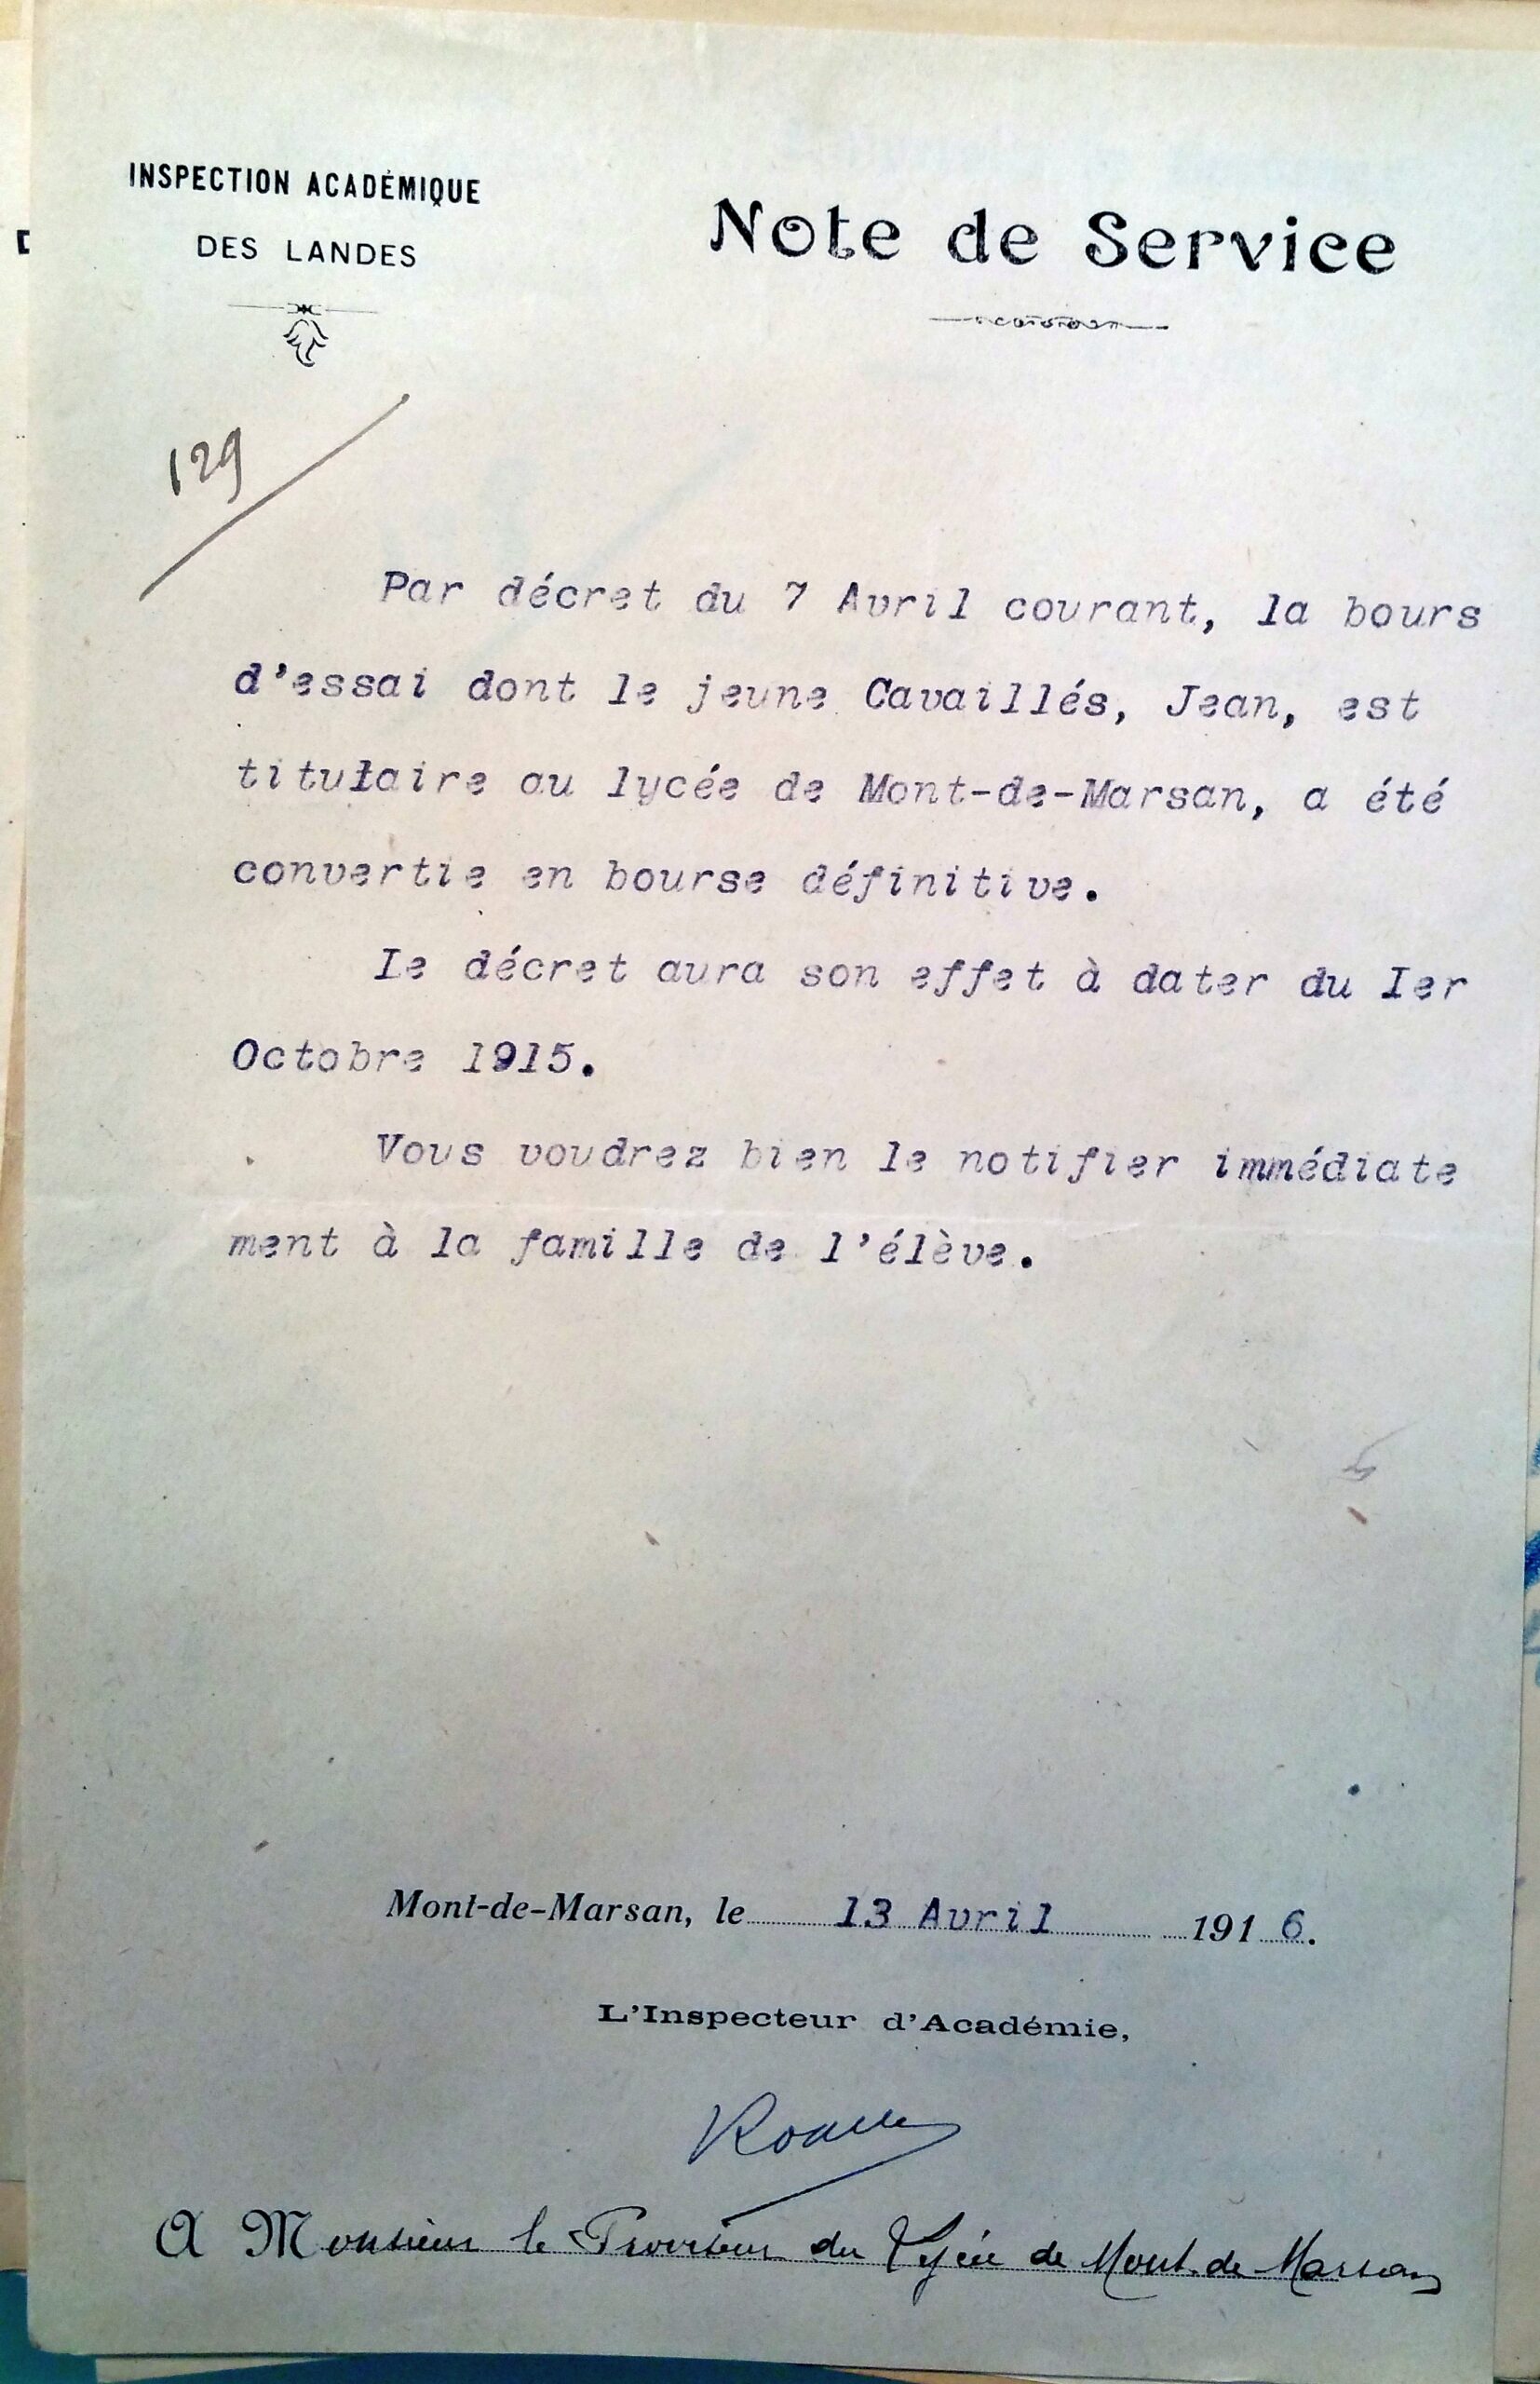 INSPECTION ACADÉMIQUE
DES LANDES
Note de Service
129
Par décret du 7 Avril courant, la bours
d'essai dont le jeune Cavaillés, Jean, est
titulaire au lycée de Mont-de-Marsan, a été
convertie en bourse définitive.
Ie décret aura son effet à dater du Ier
Octobre 1915.
Vous voudrez bien le notifier immédiate
ment à la famille de l'élève.
Mont-de-Marsan, le 13 Avril 1916.
L'Inspecteur d'Académie,
A Monsieur le Proviseur du Lycée de Mont-de-Marsan